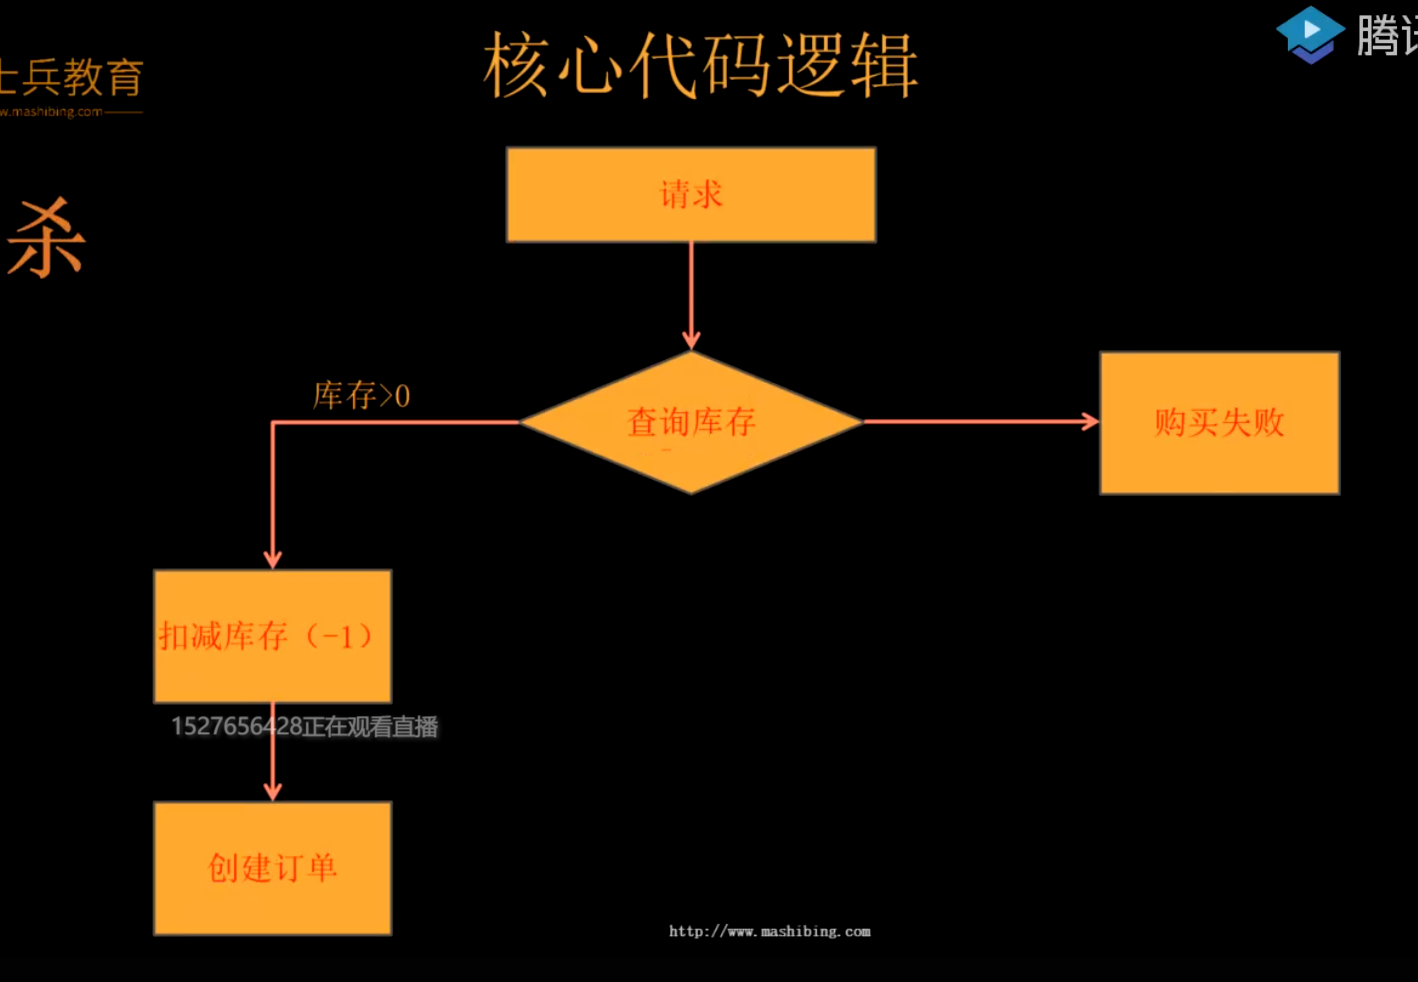 核心代码逻辑
腾讯
士兵教育
w.mashibing.com
杀
请求
库存>0
查询库存
购买失败
扣减库存（-1）
1527656428正在观看直播
创建订单
http://www.mashibing.com